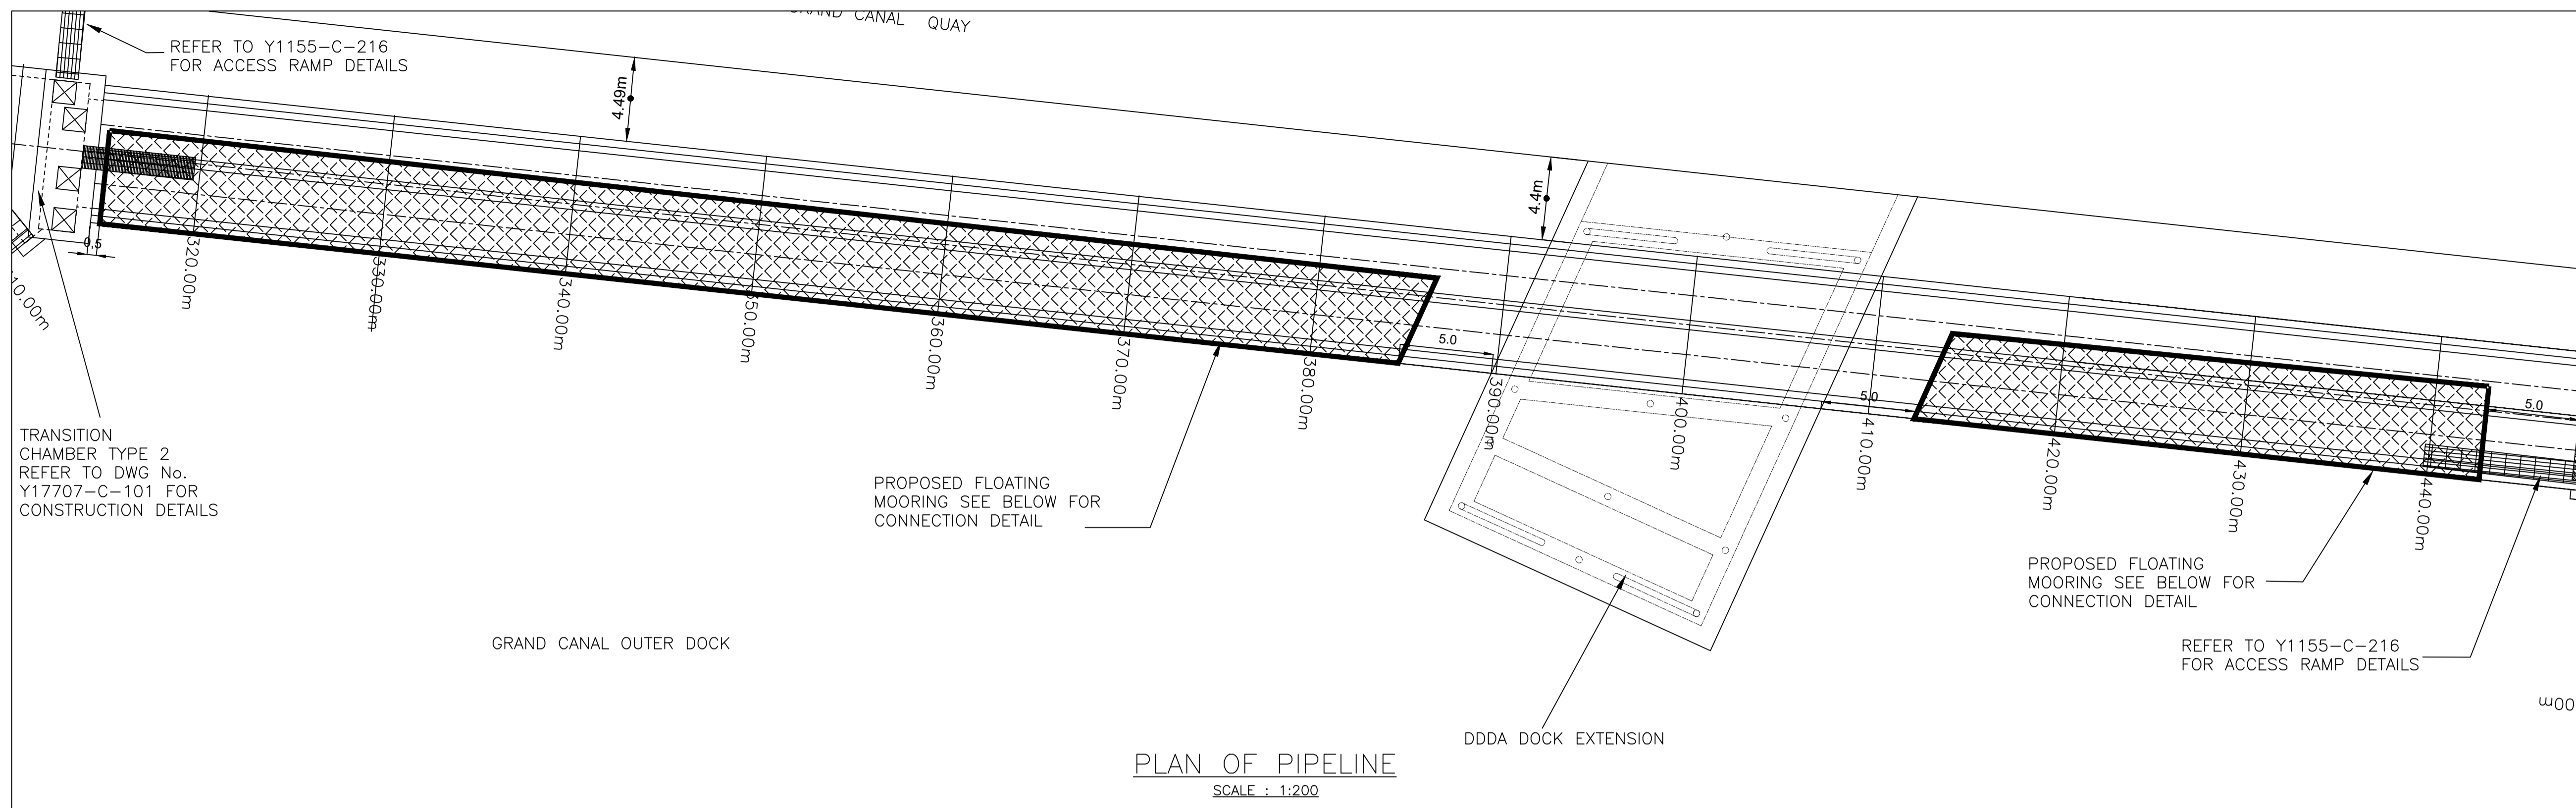 CANAL QUAY
REFER TO Y1155-C-216
FOR ACCESS RAMP DETAILS
4.49m
4.4m
0.5
10.00m
320.00m
330.00m
340.00m
350.00m
360.00m
370.00m
380.00m
5.0
390.00m
400.00m
5.0
410.00m
420.00m
430.00m
440.00m
5.0
TRANSITION
CHAMBER TYPE 2
REFER TO DWG No.
Y17707-C-101 FOR
CONSTRUCTION DETAILS
PROPOSED FLOATING
MOORING SEE BELOW FOR
CONNECTION DETAIL
PROPOSED FLOATING
MOORING SEE BELOW FOR
CONNECTION DETAIL
GRAND CANAL OUTER DOCK
REFER TO Y1155-C-216
FOR ACCESS RAMP DETAILS
00m
DDDA DOCK EXTENSION
PLAN OF PIPELINE
SCALE : 1:200